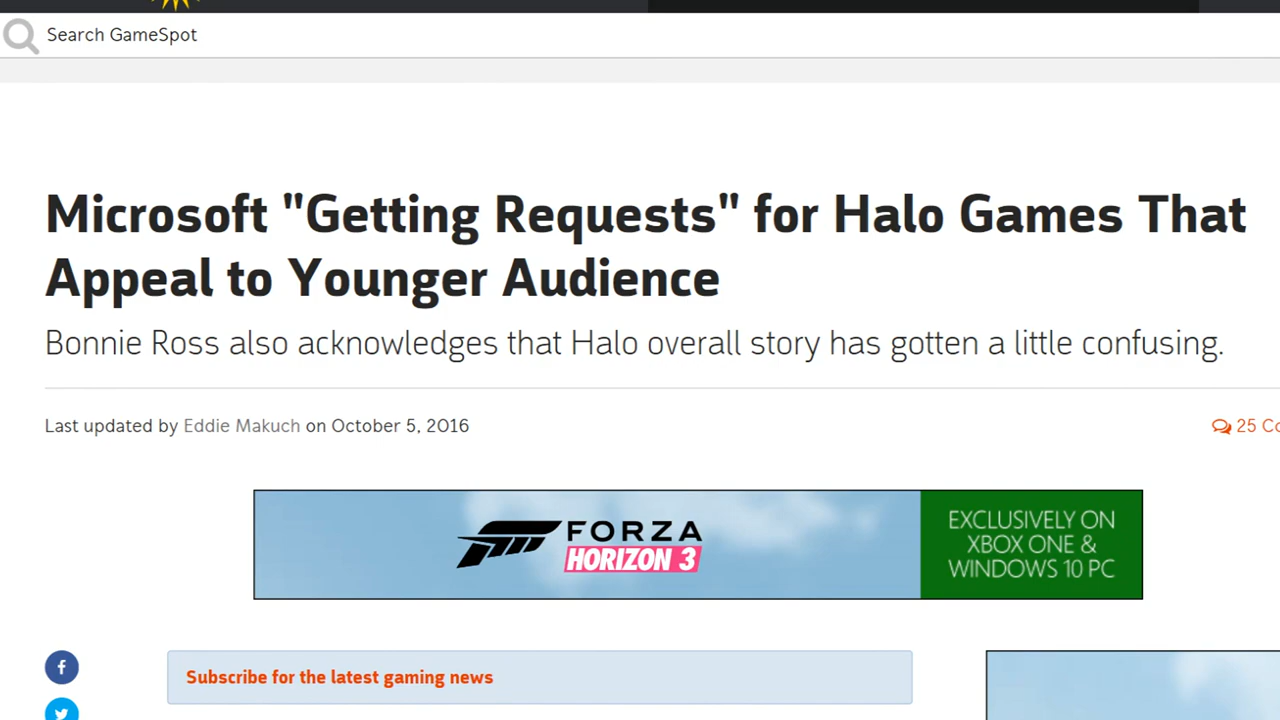 Search GameSpot
Microsoft "Getting Requests" for Halo Games That
Appeal to Younger Audience
Bonnie Ross also acknowledges that Halo overall story has gotten a little confusing.
Last updated by Eddie Makuch on October 5, 2016
25 Co
FORZA
HORIZON 3
EXCLUSIVELY ON
XBOX ONE &
WINDOWS 10 PC
Subscribe for the latest gaming news